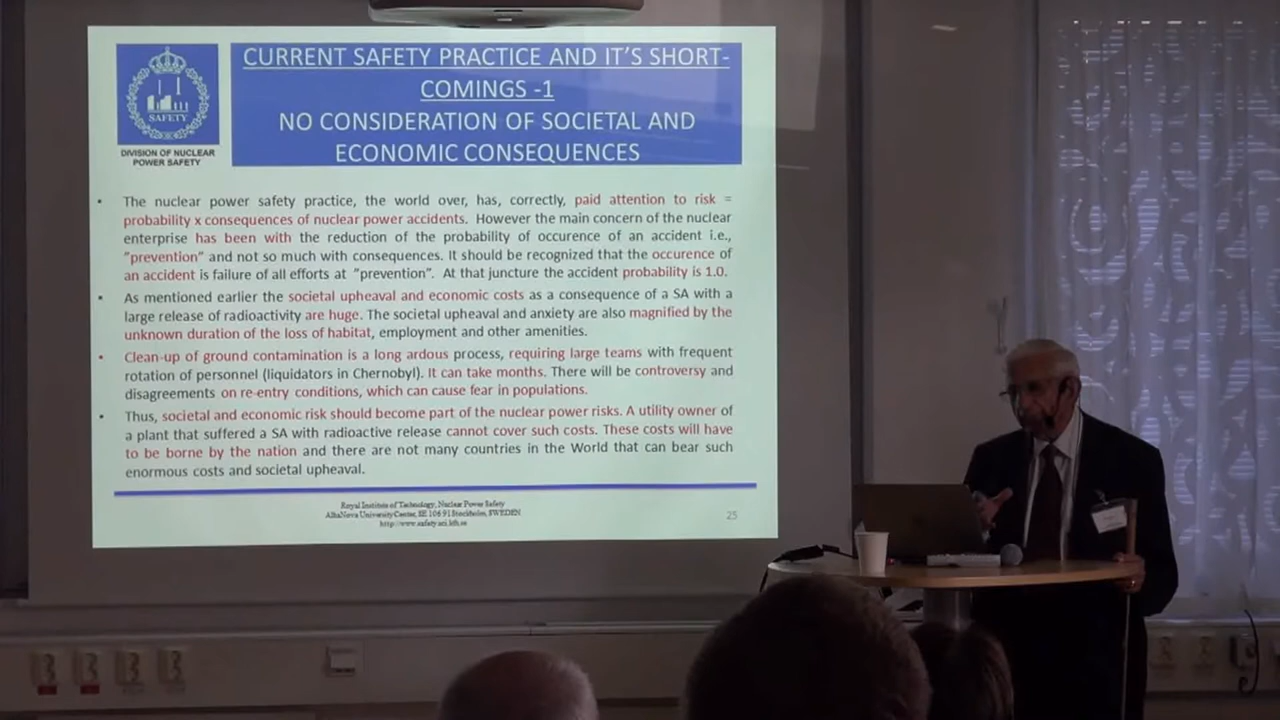 SAFETY
DIVISION OF NUCLEAR
POWER SAFETY
CURRENT SAFETY PRACTICE AND IT'S SHORT-
COMINGS -1
NO CONSIDERATION OF SOCIETAL AND
ECONOMIC CONSEQUENCES
• The nuclear power safety practice, the world over, has, correctly, paid attention to risk =
probability x consequences of nuclear power accidents. However the main concern of the nuclear
enterprise has been with the reduction of the probability of occurence of an accident i.e.,
"prevention" and not so much with consequences. It should be recognized that the occurence of
an accident is failure of all efforts at "prevention". At that juncture the accident probability is 1.0.
• As mentioned earlier the societal upheaval and economic costs as a consequence of a SA with a
large release of radioactivity are huge. The societal upheaval and anxiety are also magnified by the
unknown duration of the loss of habitat, employment and other amenities.
• Clean-up of ground contamination is a long ardous process, requiring large teams with frequent
rotation of personnel (liquidators in Chernobyl). It can take months. There will be controversy and
disagreements on re-entry conditions, which can cause fear in populations.
• Thus, societal and economic risk should become part of the nuclear power risks. A utility owner of
a plant that suffered a SA with radioactive release cannot cover such costs. These costs will have
to be borne by the nation and there are not many countries in the World that can bear such
enormous costs and societal upheaval.
Royal Institute of Technology, Nuclear Power Safety
AlbaNova University Center, SE 106 91 Stockholm, SWEDEN
25